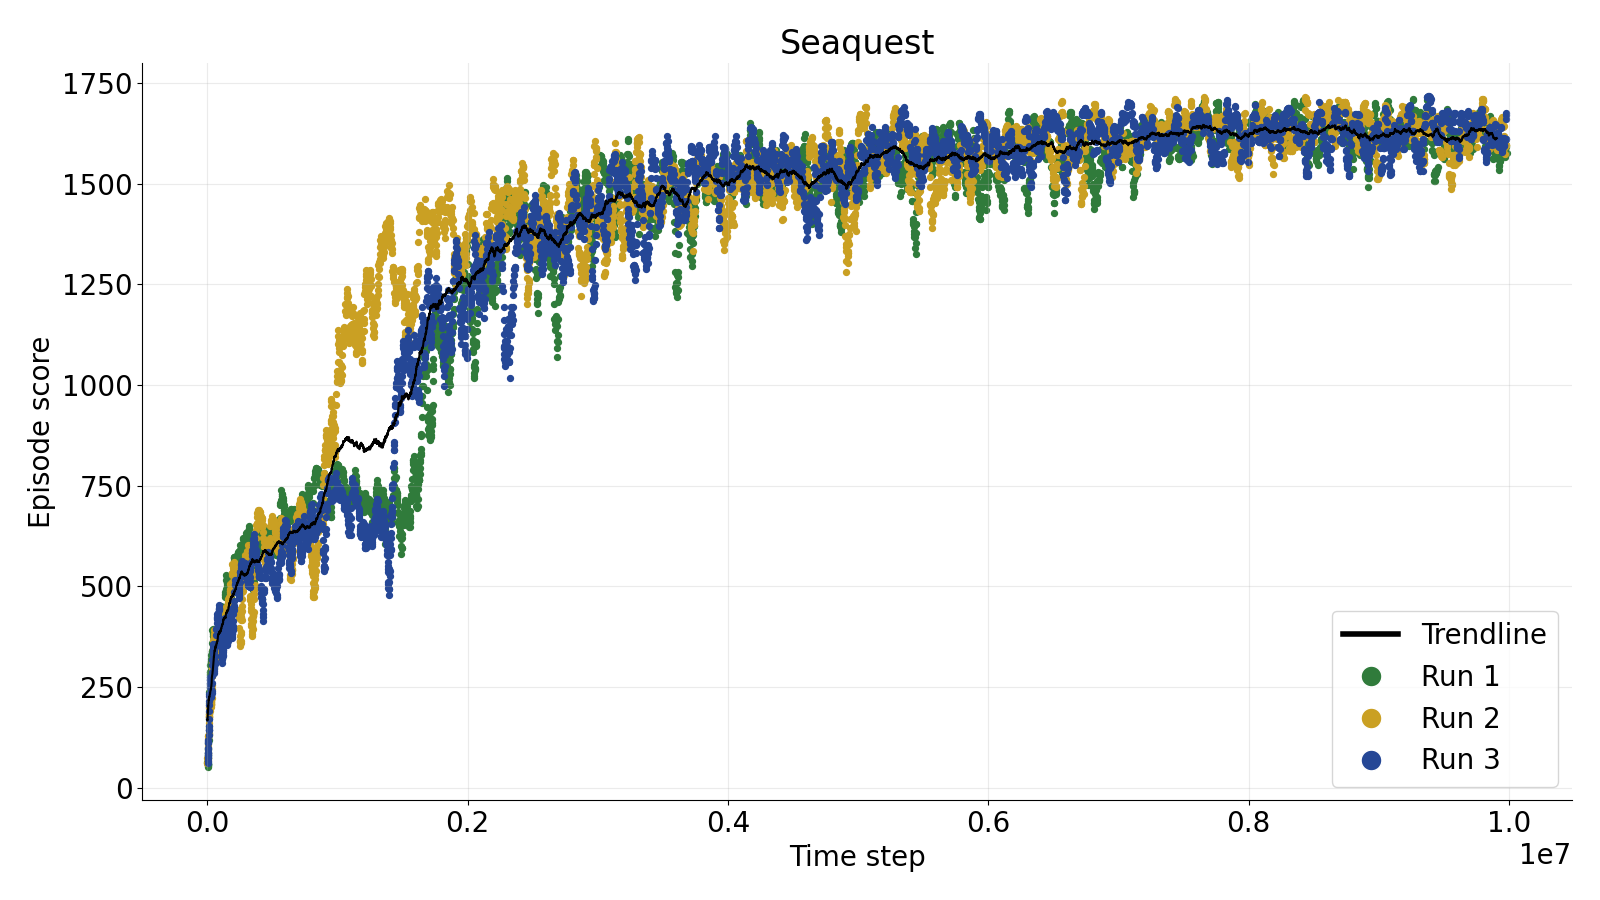 Seaquest
Episode score
1750
1500
1250
1000
750
500
250
0
0.0 0.2 0.4 0.6 0.8 1.0
1e7
Time step
Trendline
Run 1
Run 2
Run 3